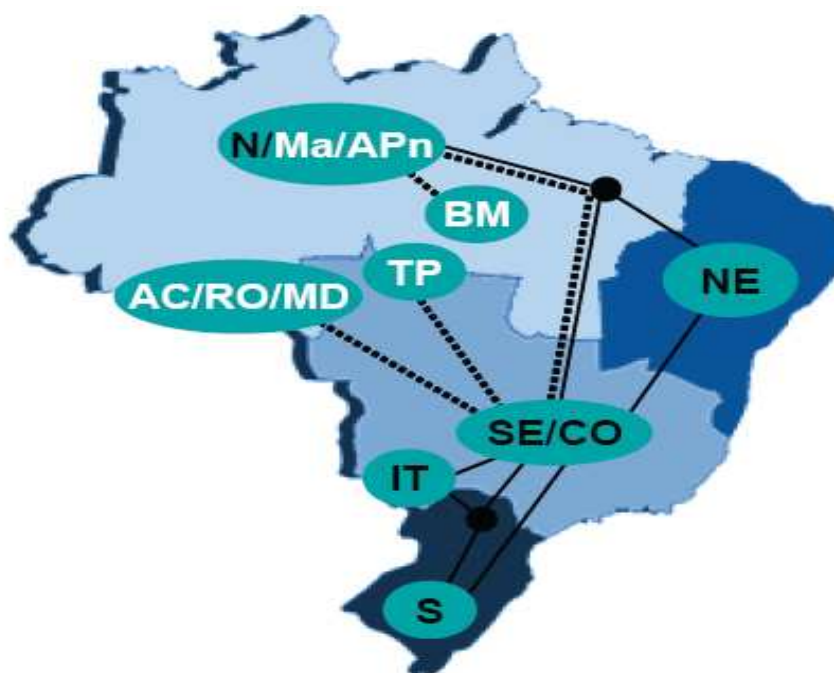 N/Ma/APn
BM
TP
NE
AC/RO/MD
SE/CO
IT
S